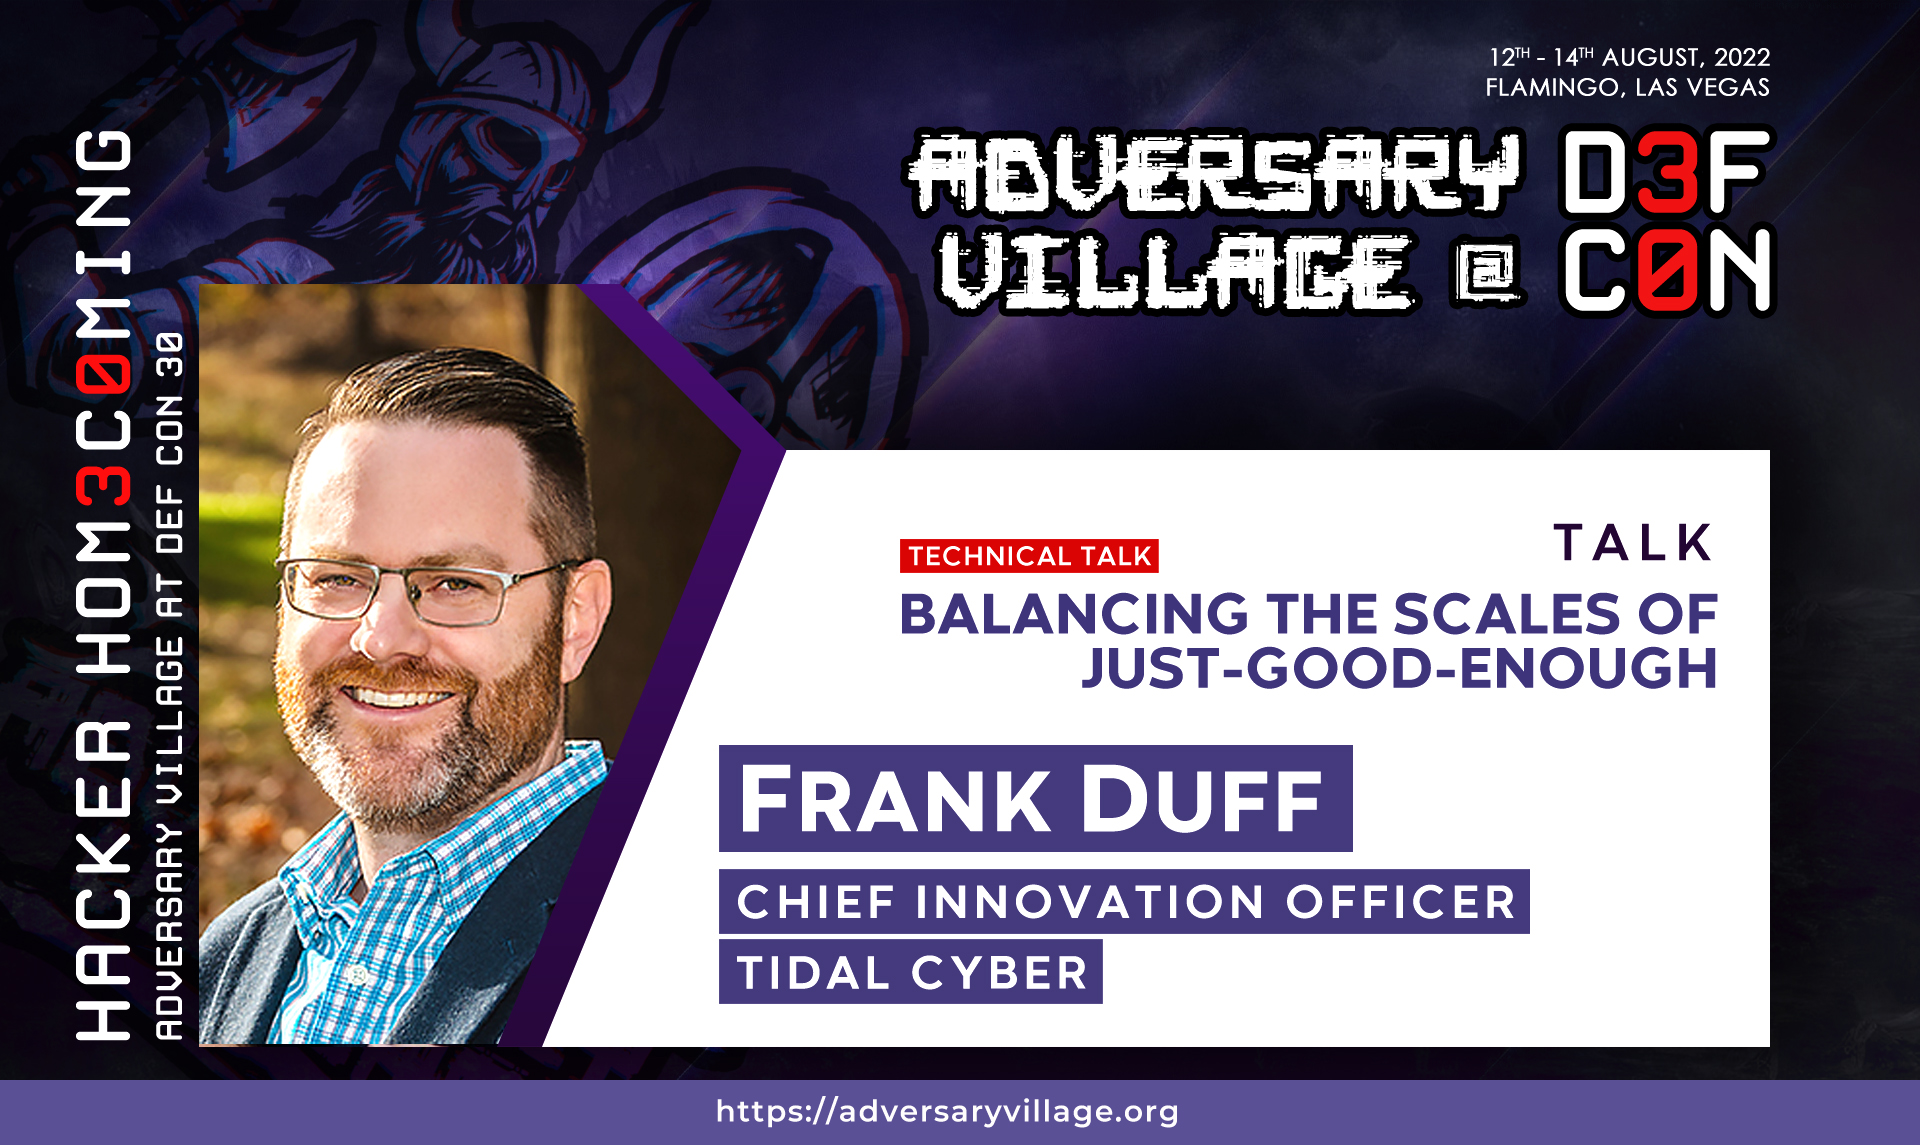 12TH - 14TH AUGUST, 2022
FLAMINGO, LAS VEGAS
ADVERSARY D3F
VILLAGE @ C0N
HACKER HOM3C0MING
ADVERSARY VILLAGE AT DEF CON 30
TALK
TECHNICAL TALK
BALANCING THE SCALES OF
JUST-GOOD-ENOUGH
FRANK DUFF
CHIEF INNOVATION OFFICER
TIDAL CYBER
https://adversaryvillage.org